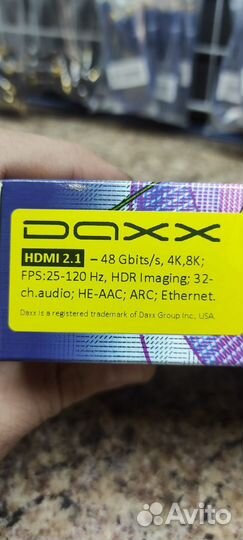 DAXX
HDMI 2.1 – 48 Gbits/s, 4K,8K;
FPS:25-120 Hz, HDR Imaging; 32-
ch.audio; HE-AAC; ARC; Ethernet.
Daxx is a registered trademark of Daxx Group Inc., USA.
Avito